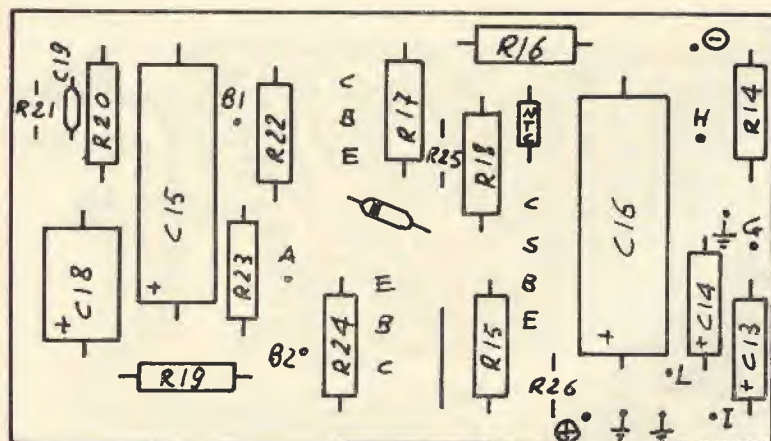 R16
⊖
C19
R21
R20
B1
R22
C
B
E
R17
R25
R18
NTC
H
R14
C15
C16
C
S
B
E
C18
+
+
R23
A
E
B
C
R24
R15
B2
R19
R26
+
C14
+
C13
+
L
I
⊕